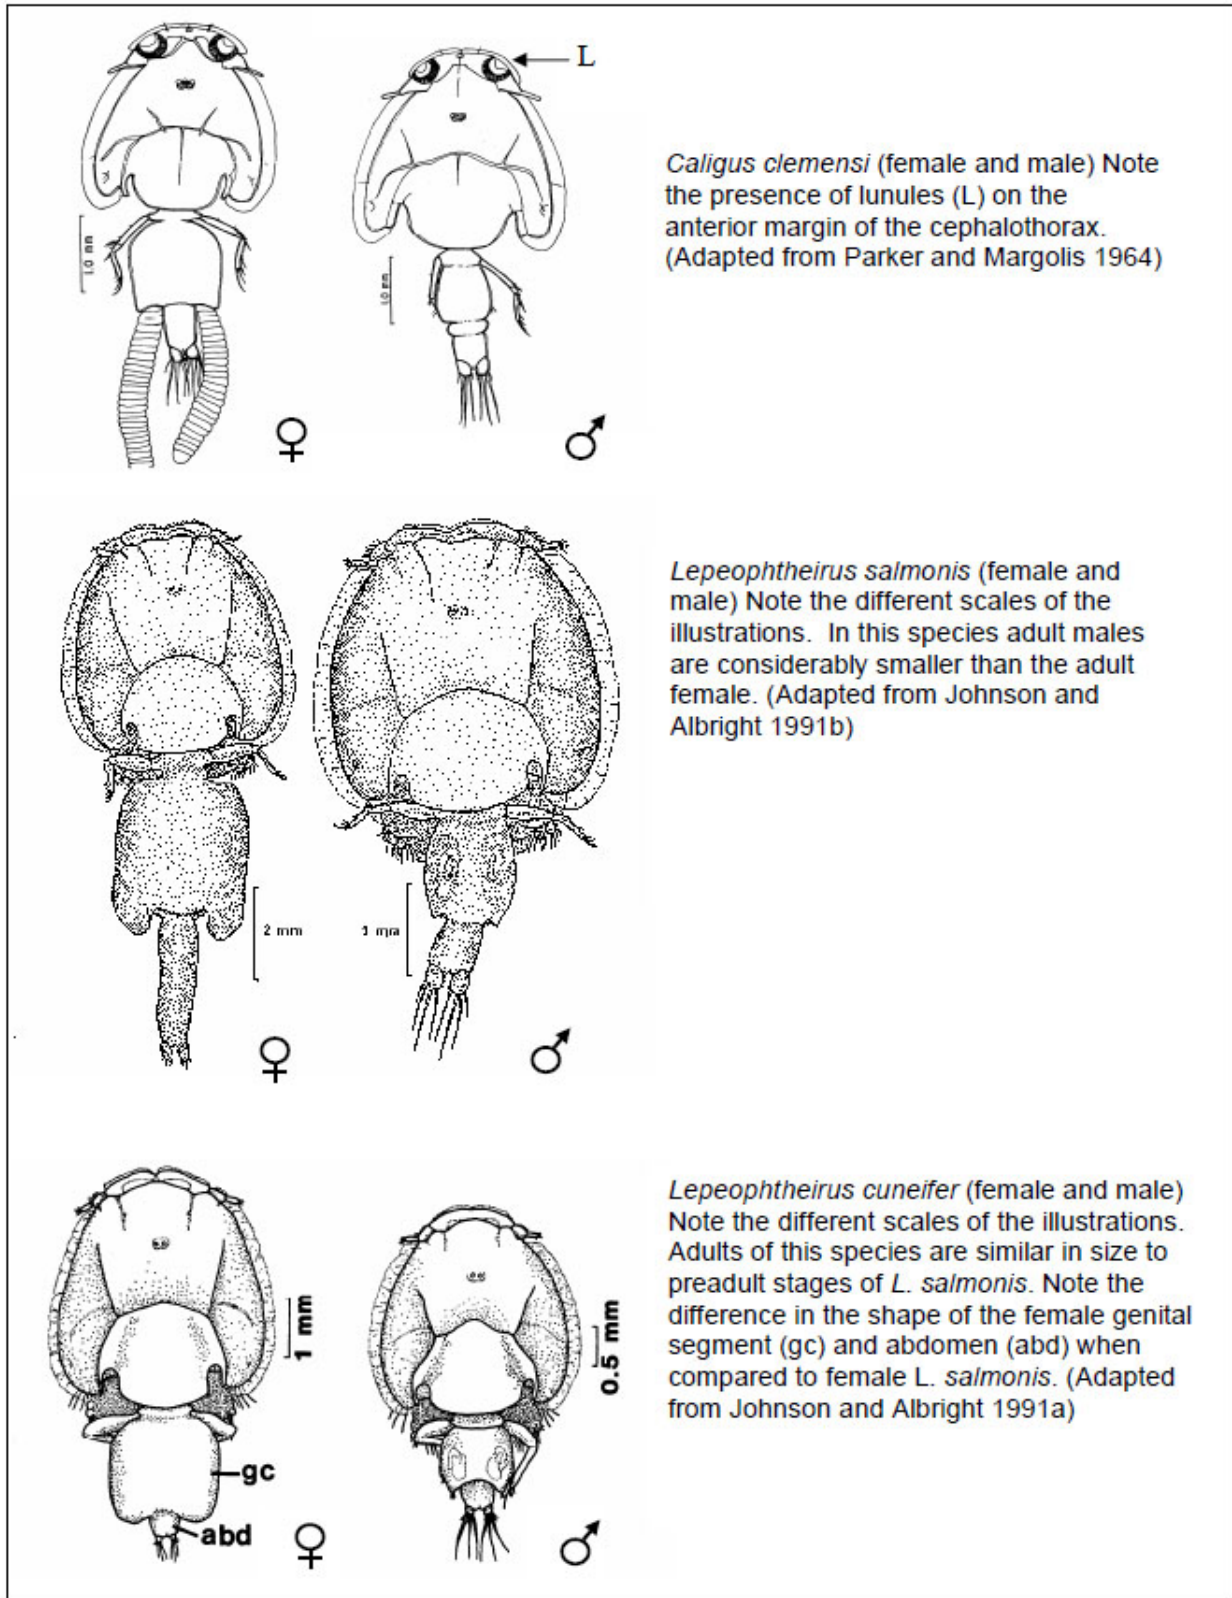 L
Caligus clemensi (female and male) Note
the presence of lunules (L) on the
anterior margin of the cephalothorax.
(Adapted from Parker and Margolis 1964)
1.0 mm
1.0 mm
♀
♂
Lepeophtheirus salmonis (female and
male) Note the different scales of the
illustrations. In this species adult males
are considerably smaller than the adult
female. (Adapted from Johnson and
Albright 1991b)
2 mm
1 mm
♀
♂
Lepeophtheirus cuneifer (female and male)
Note the different scales of the illustrations.
Adults of this species are similar in size to
preadult stages of L. salmonis. Note the
difference in the shape of the female genital
segment (gc) and abdomen (abd) when
compared to female L. salmonis. (Adapted
from Johnson and Albright 1991a)
1 mm
0.5 mm
gc
abd
♀
♂